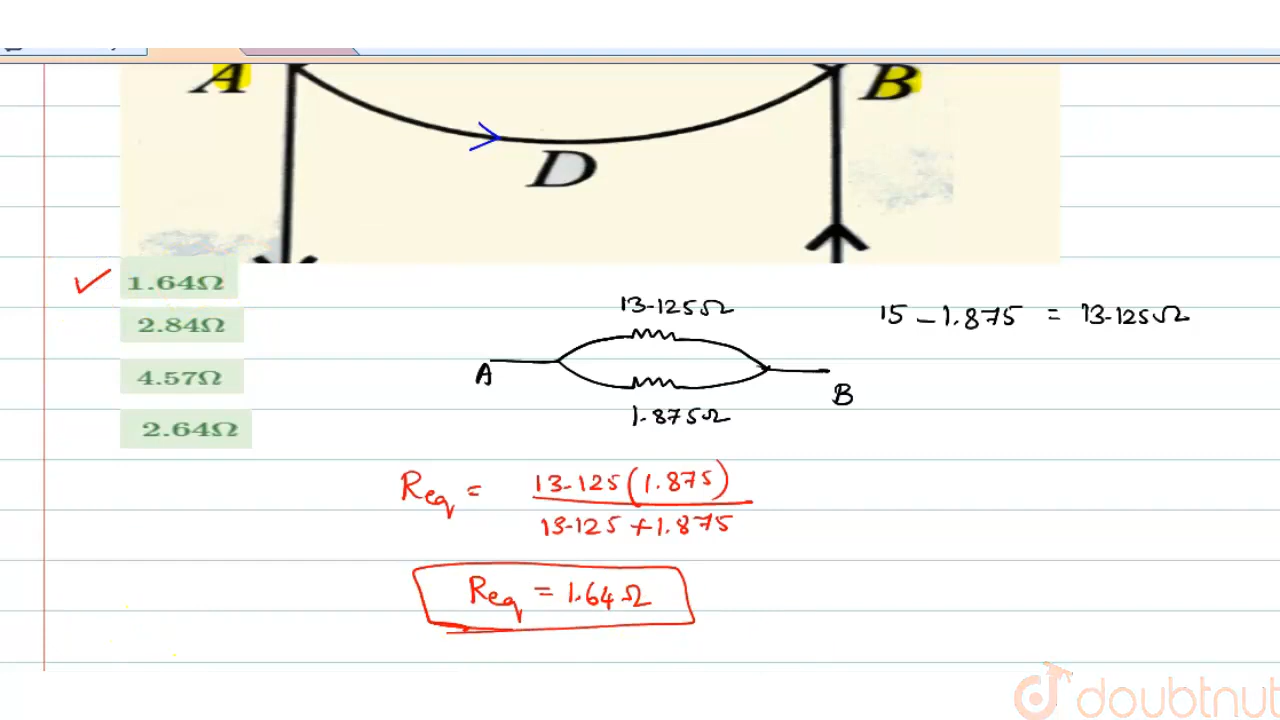 A
B
D
1.64Ω
2.84Ω
4.57Ω
2.64Ω
13.125Ω
15 - 1.875 = 13.125Ω
A
B
1.875Ω
Req = 13.125(1.875)
13.125 + 1.875
Req = 1.64Ω
doubtnut